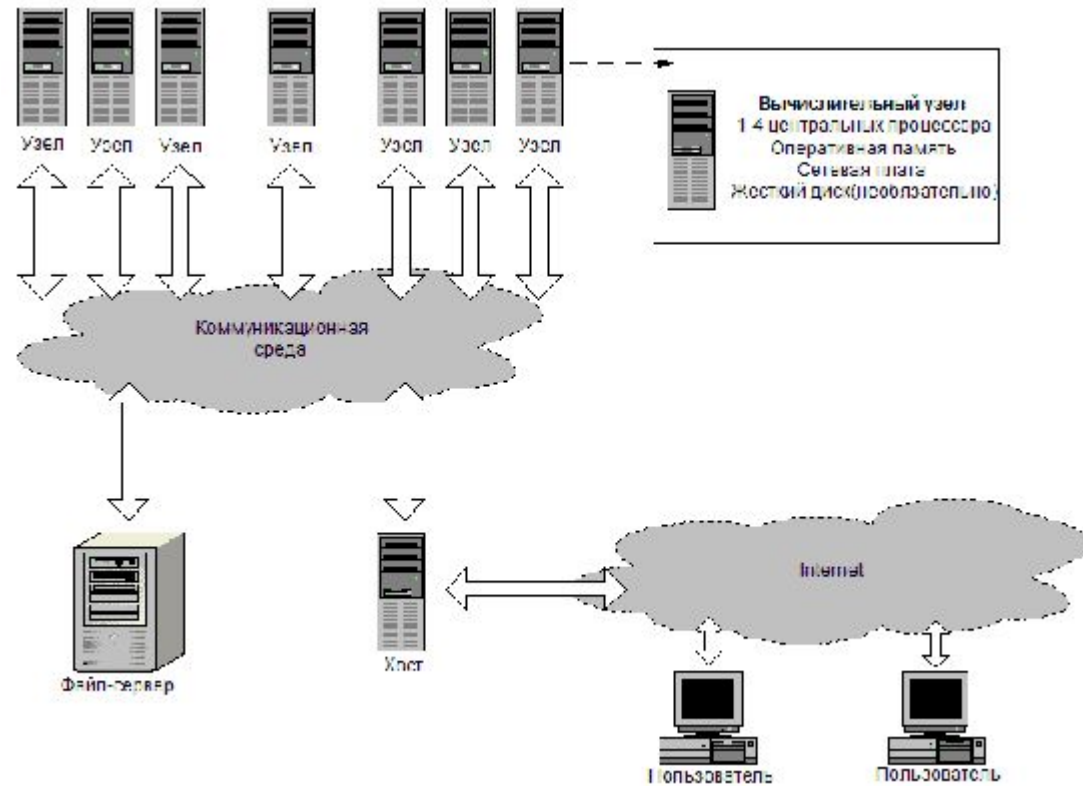 Узел
Узел
Узел
Узел
Узел
Узел
Узел
Вычислительный узел
1-4 центральных процессора
Оперативная память
Сетевая плата
Жесткий диск(необязательно)
Коммуникационная
среда
Internet
Файл-сервер
Хост
Пользователь
Пользователь